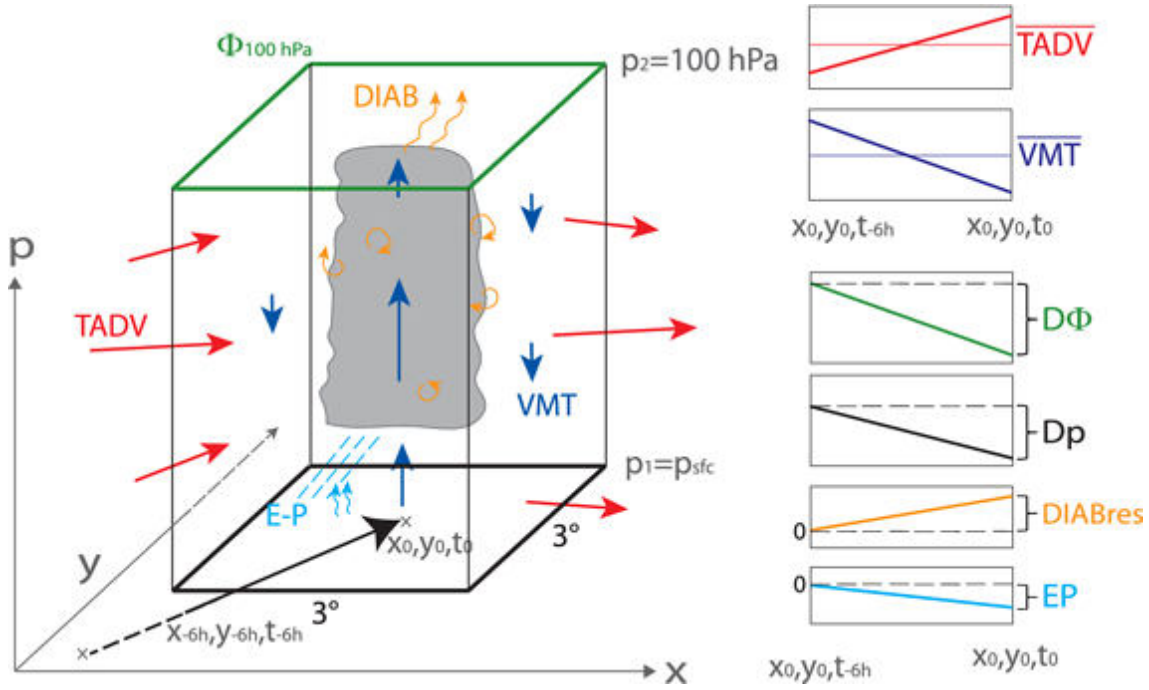 Φ100 hPa
p2=100 hPa
DIAB
p
TADV
VMT
p1=psfc
E-P
x0,y0,t0
3°
y
3°
x-6h,y-6h,t-6h
x
TADV
VMT
x0,y0,t-6h
x0,y0,t0
DΦ
Dp
0
DIABres
0
EP
x0,y0,t-6h
x0,y0,t0